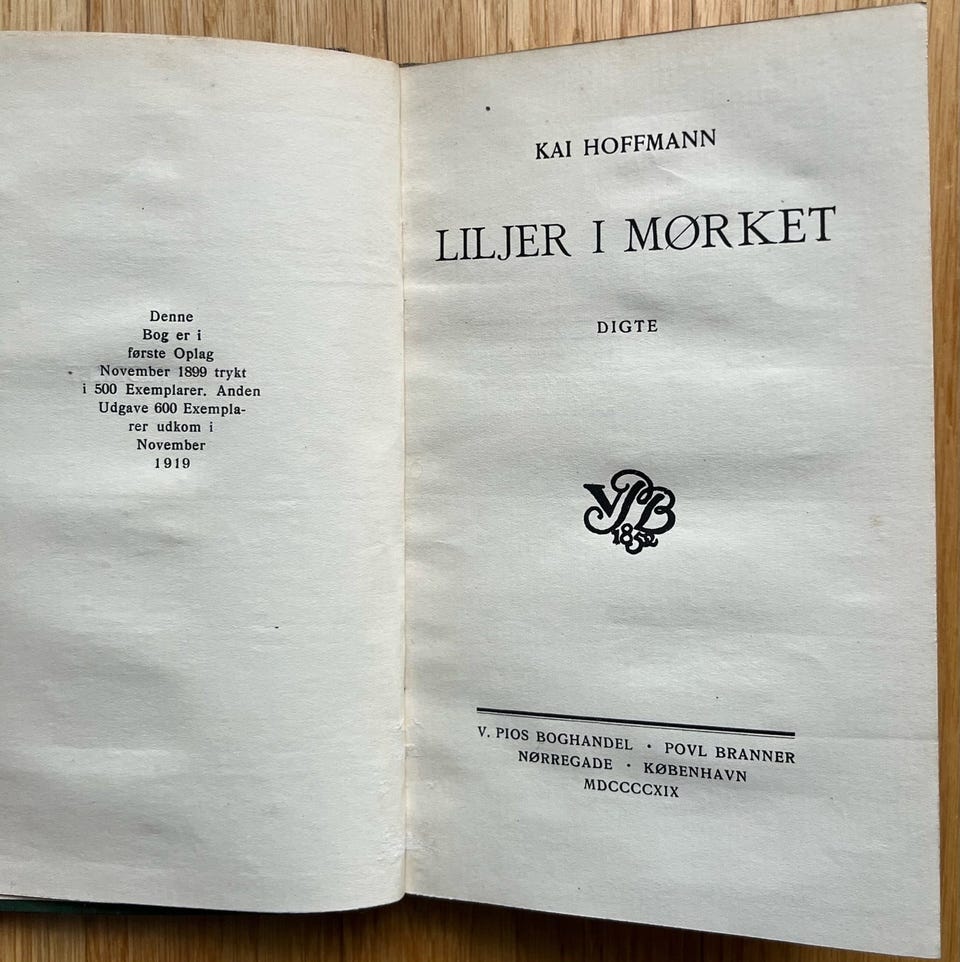 Denne
Bog er i
første Oplag
November 1899 trykt
i 500 Exemplarer. Anden
Udgave 600 Exempla-
rer udkom i
November
1919
KAI HOFFMANN
LILJER I MØRKET
DIGTE
VPB
1852
V. PIOS BOGHANDEL · POVL BRANNER
NØRREGADE · KØBENHAVN
MDCCCCXIX